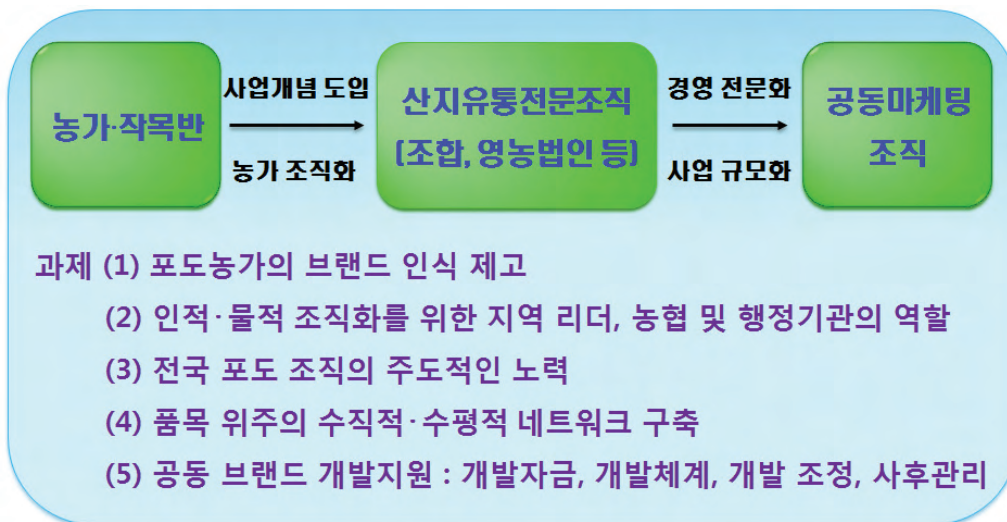 농가·작목반
사업개념 도입
농가 조직화
산지유통전문조직
(조합, 영농법인 등)
경영 전문화
사업 규모화
공동마케팅
조직
과제 (1) 포도농가의 브랜드 인식 제고
(2) 인적·물적 조직화를 위한 지역 리더, 농협 및 행정기관의 역할
(3) 전국 포도 조직의 주도적인 노력
(4) 품목 위주의 수직적·수평적 네트워크 구축
(5) 공동 브랜드 개발지원 : 개발자금, 개발체계, 개발 조정, 사후관리